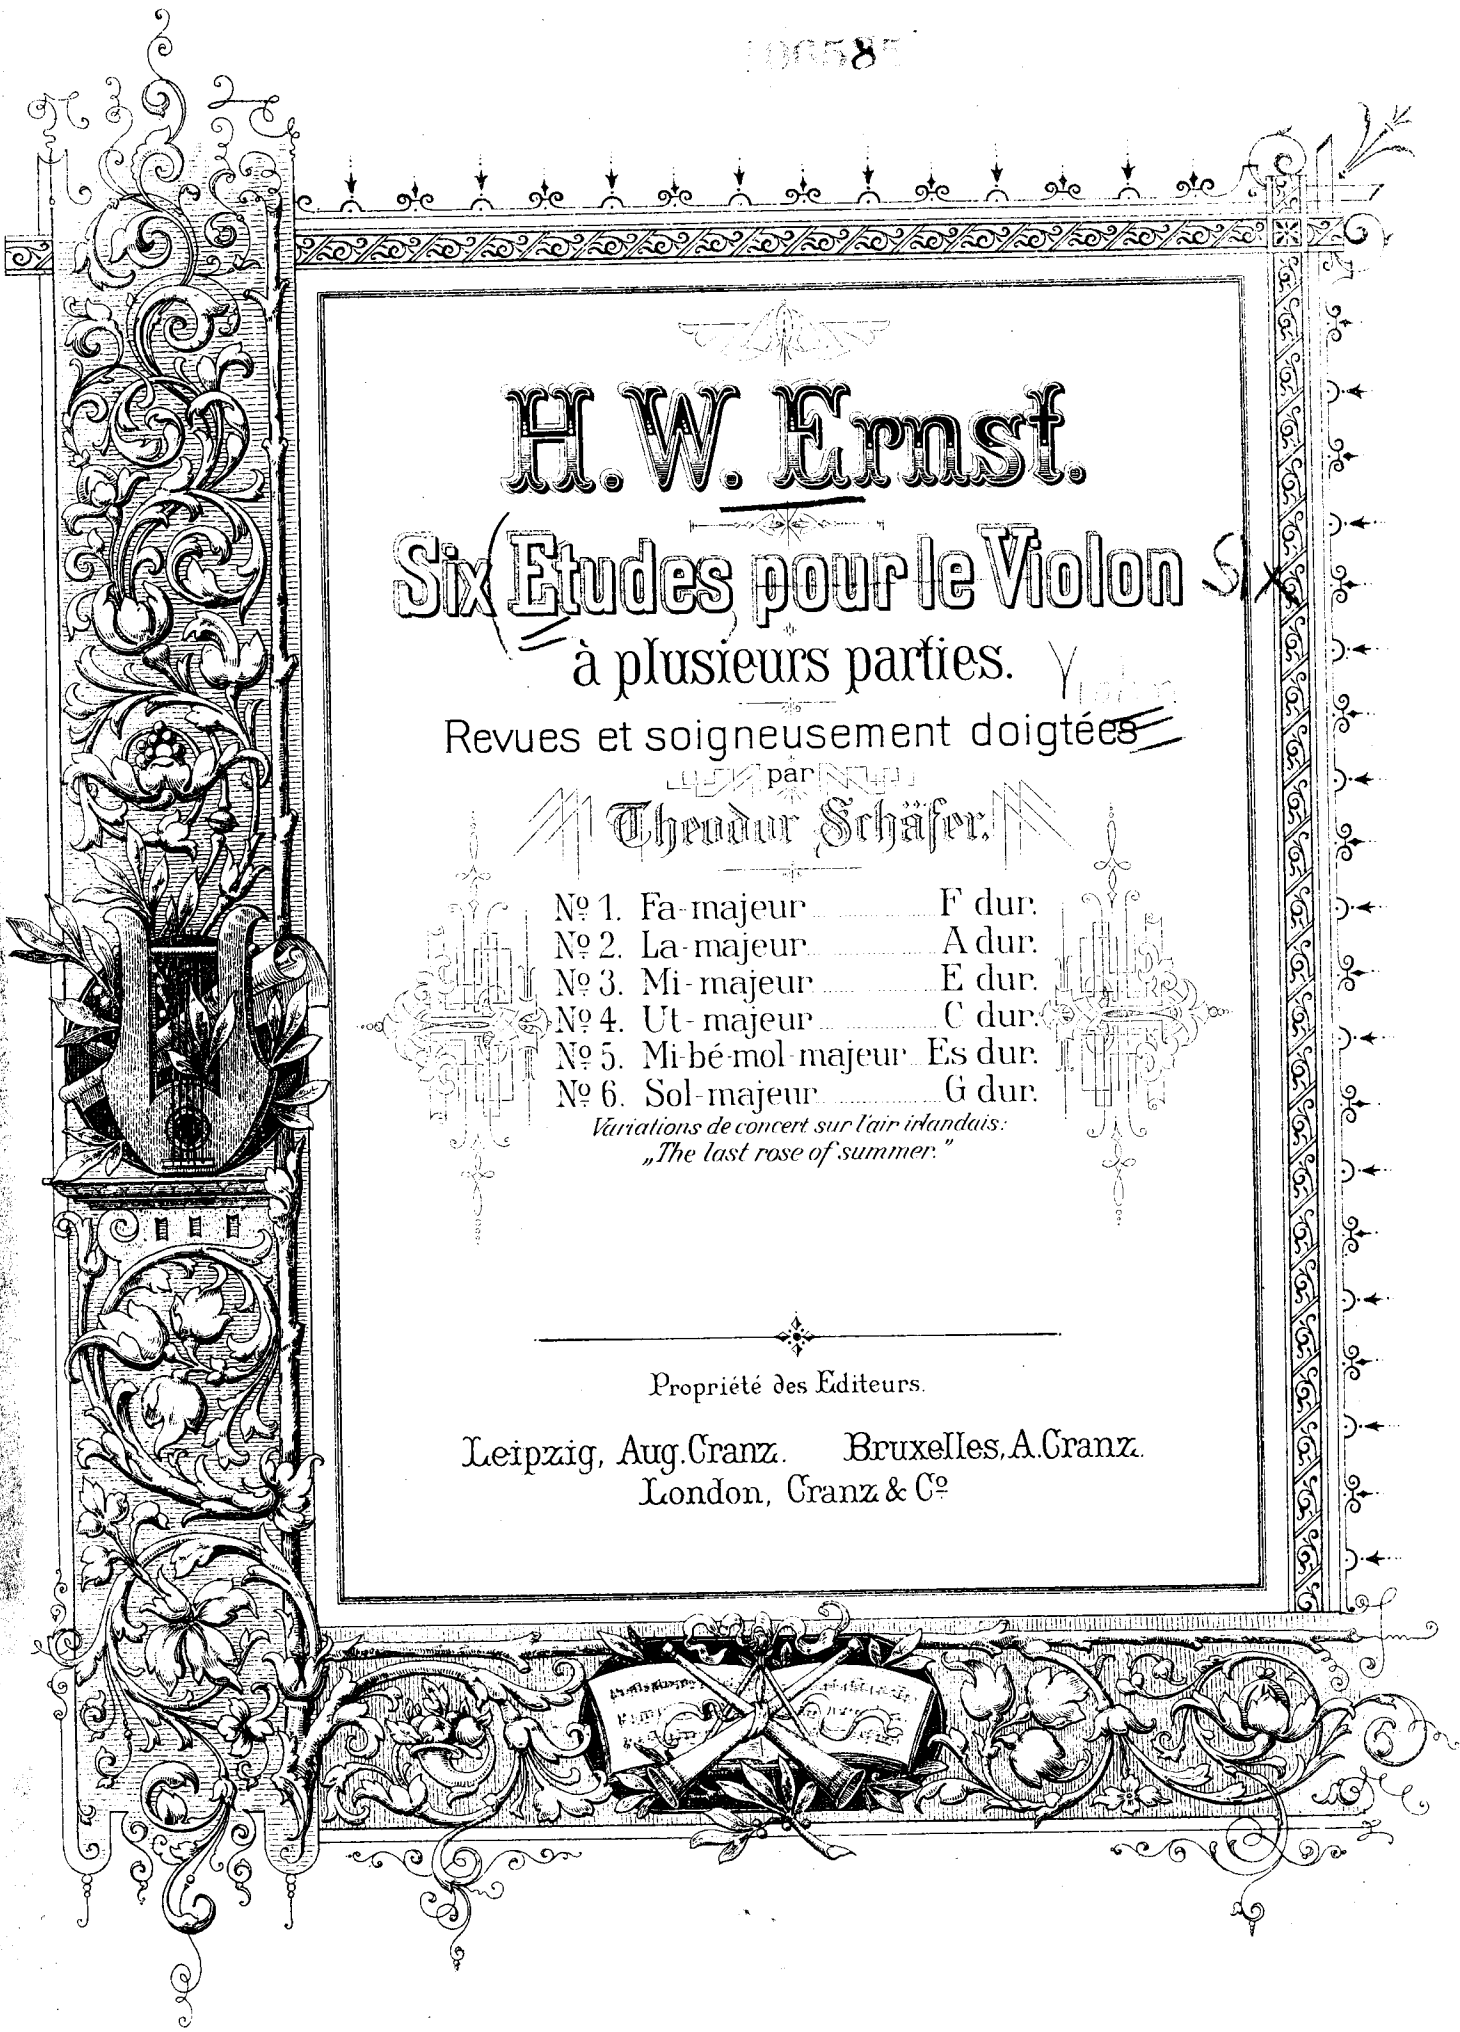 H. W. Ernst.
Six Etudes pour le Violon six
à plusieurs parties.
Violon
Revues et soigneusement doigtées
par
Theodor Schäfer.
No 1. Fa-majeur F dur.
No 2. La-majeur A dur.
No 3. Mi-majeur E dur.
No 4. Ut-majeur C dur.
No 5. Mi-bé-mol-majeur Es dur.
No 6. Sol-majeur G dur.
Variations de concert sur l'air irlandais:
„The last rose of summer.”
Propriété des Editeurs.
Leipzig, Aug. Cranz. Bruxelles, A. Cranz.
London, Cranz & Co